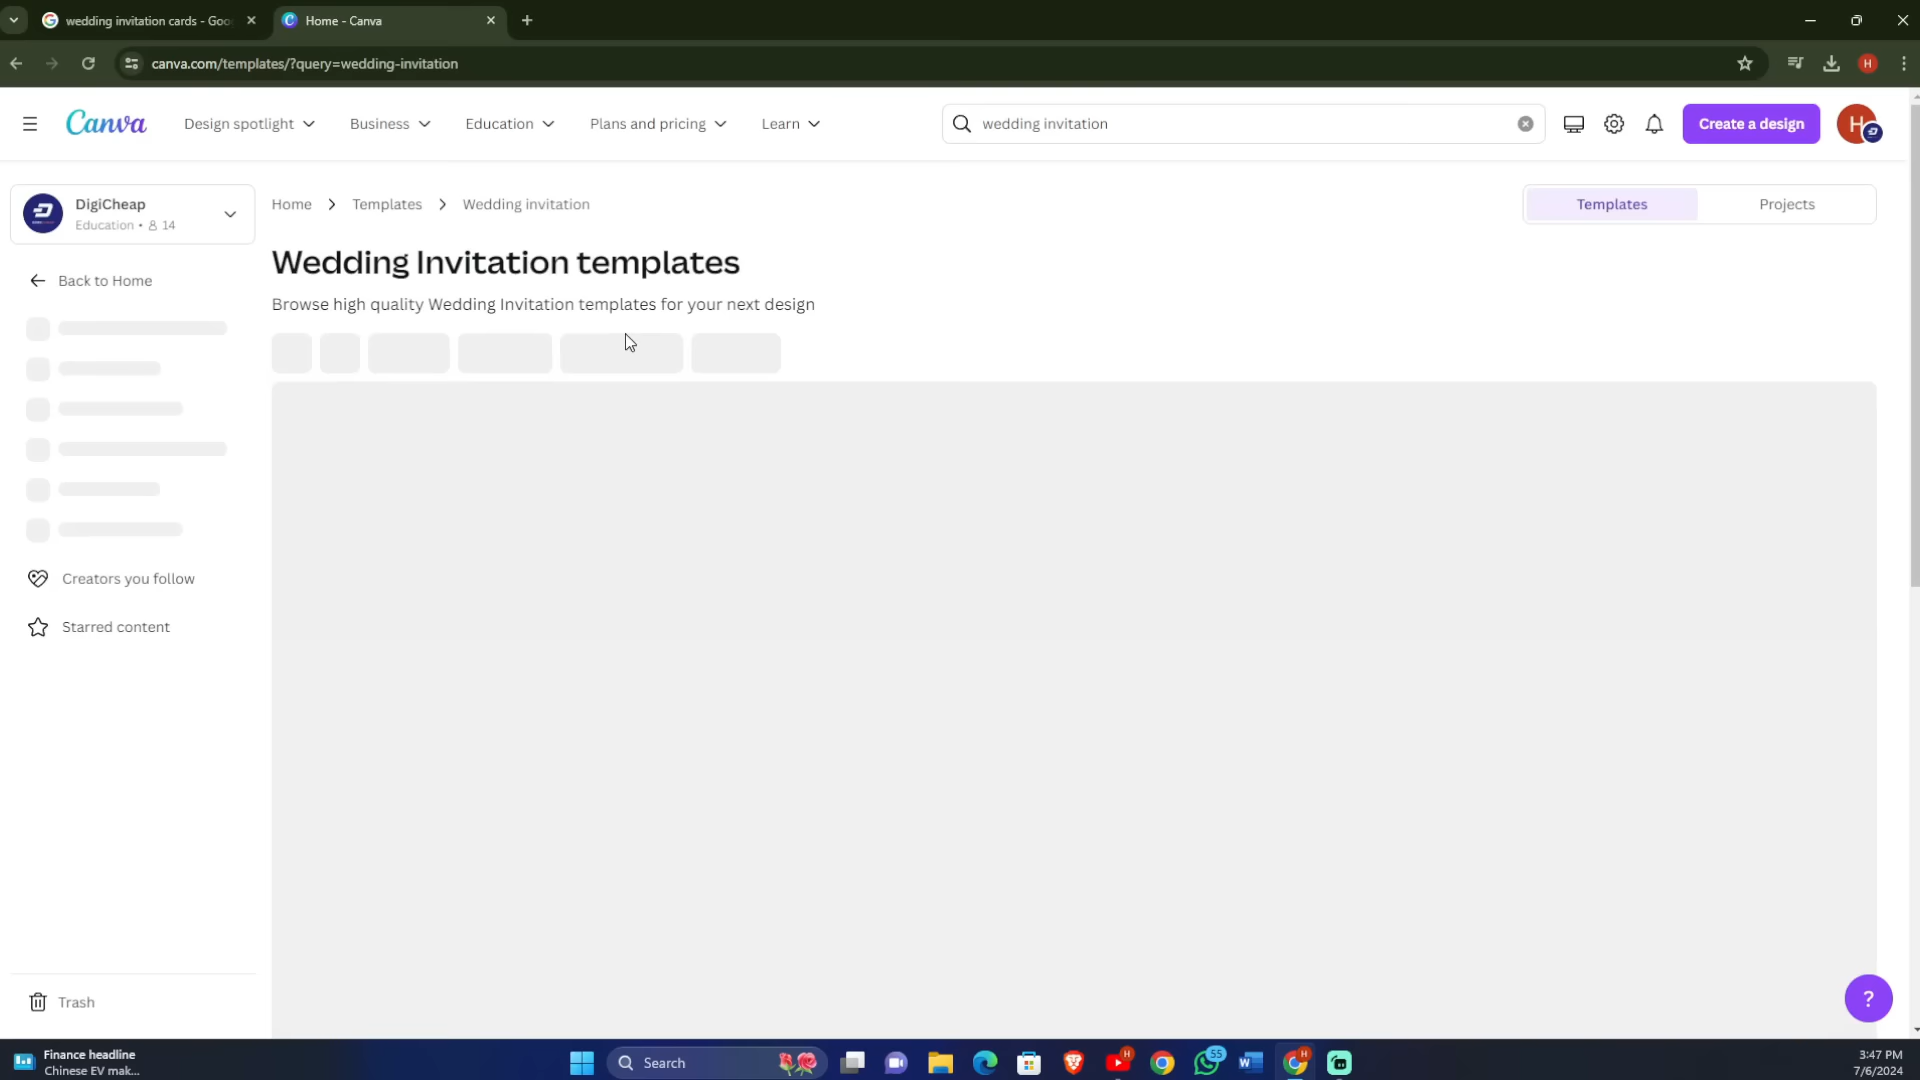 wedding invitation cards - Goo
Home - Canva
canva.com/templates/?query=wedding-invitation
H
Canva
Design spotlight
Business
Education
Plans and pricing
Learn
wedding invitation
Create a design
H
DigiCheap
Education • 14
Home > Templates > Wedding invitation
Templates
Projects
Back to Home
Wedding Invitation templates
Browse high quality Wedding Invitation templates for your next design
Creators you follow
Starred content
Trash
?
Finance headline
Chinese EV mak...
Search
H
55
H
3:47 PM
7/6/2024